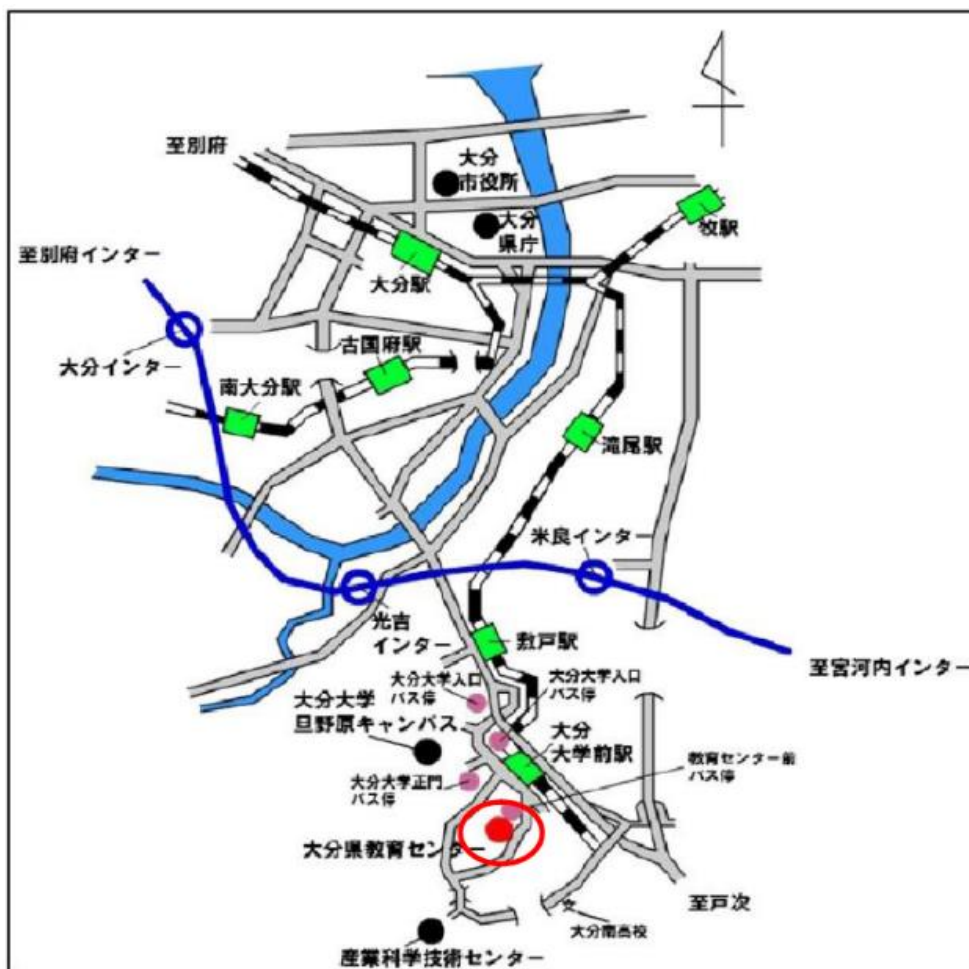 至別府
大分
市役所
大分
県庁
牧駅
至別府インター
大分駅
古国府駅
大分インター
南大分駅
滝尾駅
米良インター
光吉
インター
敷戸駅
至宮河内インター
大分大学入口
バス停
大分大学入口
バス停
大分大学
旦野原キャンバス
大分
大学前駅
教育センター前
バス停
大分大学正門
バス停
大分県教育センター
至戸次
大分南高校
産業科学技術センター